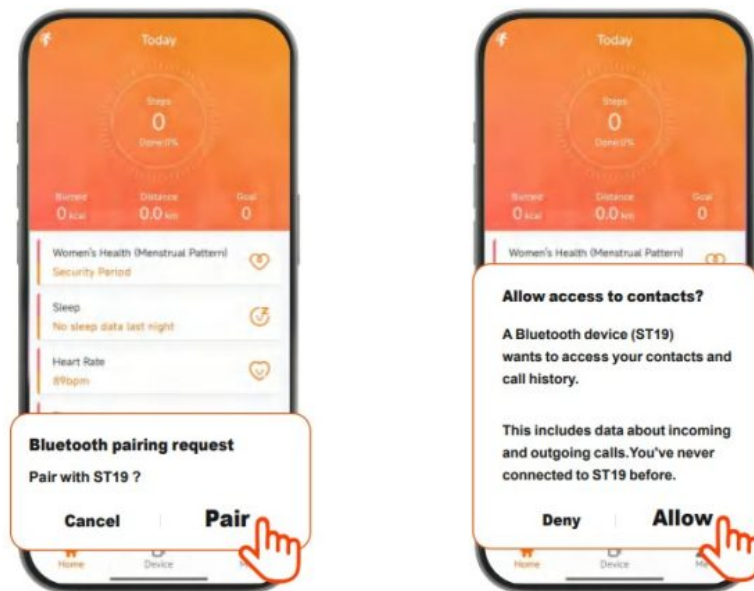 Today
Steps
0
Done:0%
Burned
Distance
Goal
0 kcal
0.0 km
0
Women's Health (Menstrual Pattern)
Security Period
Sleep
No sleep data last night
Heart Rate
89bpm
Bluetooth pairing request
Pair with ST19 ?
Cancel
Pair
Home
Device
Today
Steps
0
Done:0%
Burned
Distance
Goal
0 kcal
0.0 km
0
Women's Health (Menstrual Pattern)
Allow access to contacts?
A Bluetooth device (ST19)
wants to access your contacts and
call history.
This includes data about incoming
and outgoing calls.You've never
connected to ST19 before.
Deny
Allow
Home
Device